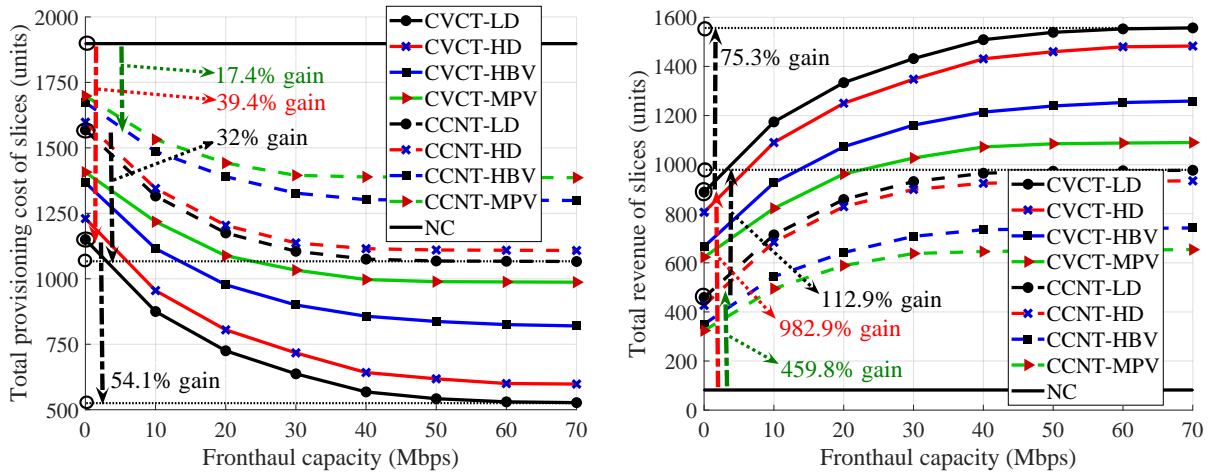 Total provisioning cost of slices (units)
2000
1750
1500
1250
1000
750
500
0
10
20
30
40
50
60
70
Fronthaul capacity (Mbps)
17.4% gain
39.4% gain
32% gain
54.1% gain
CVCT-LD
CVCT-HD
CVCT-HBV
CVCT-MPV
CCNT-LD
CCNT-HD
CCNT-HBV
CCNT-MPV
NC
Total revenue of slices (units)
1600
1400
1200
1000
800
600
400
200
0
0
10
20
30
40
50
60
70
Fronthaul capacity (Mbps)
75.3% gain
112.9% gain
982.9% gain
459.8% gain
CVCT-LD
CVCT-HD
CVCT-HBV
CVCT-MPV
CCNT-LD
CCNT-HD
CCNT-HBV
CCNT-MPV
NC